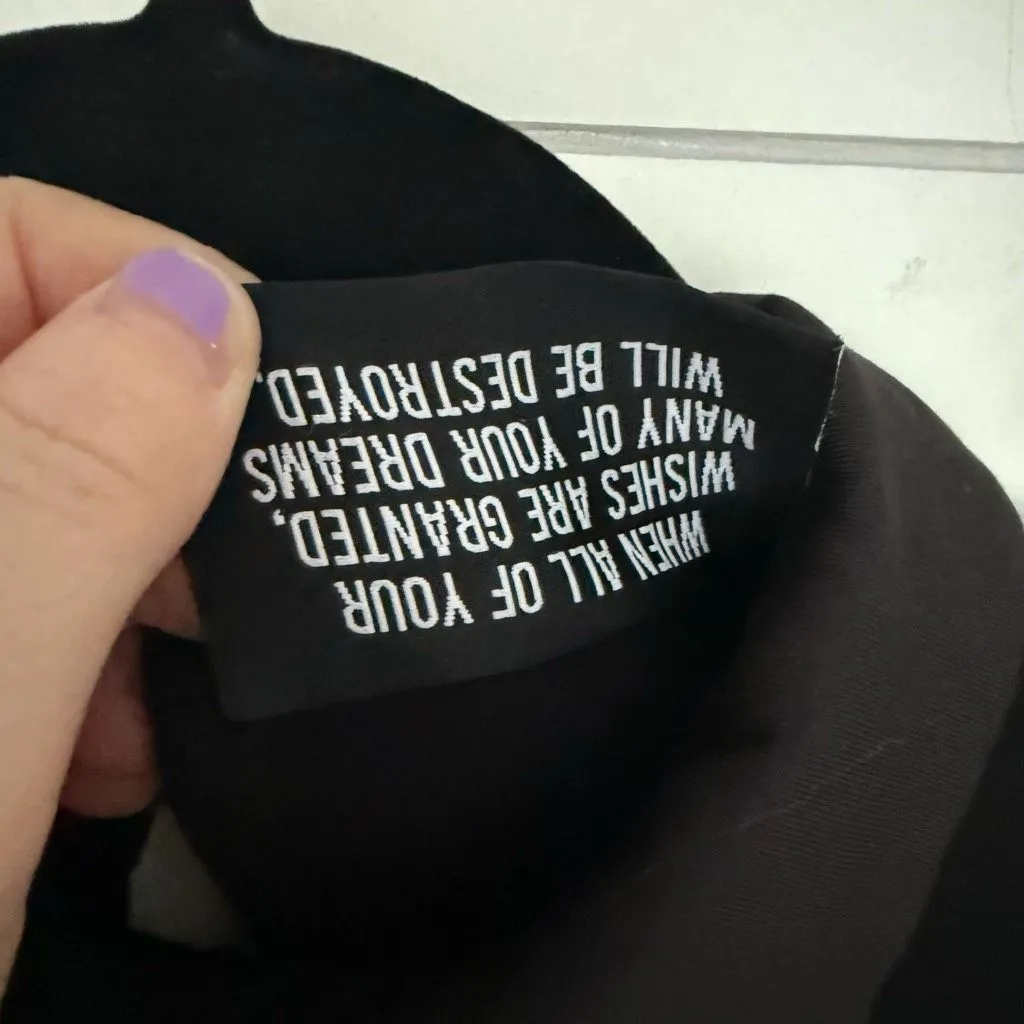 WHEN ALL OF YOUR
WISHES ARE GRANTED,
MANY OF YOUR DREAMS
WILL BE DESTROYED.